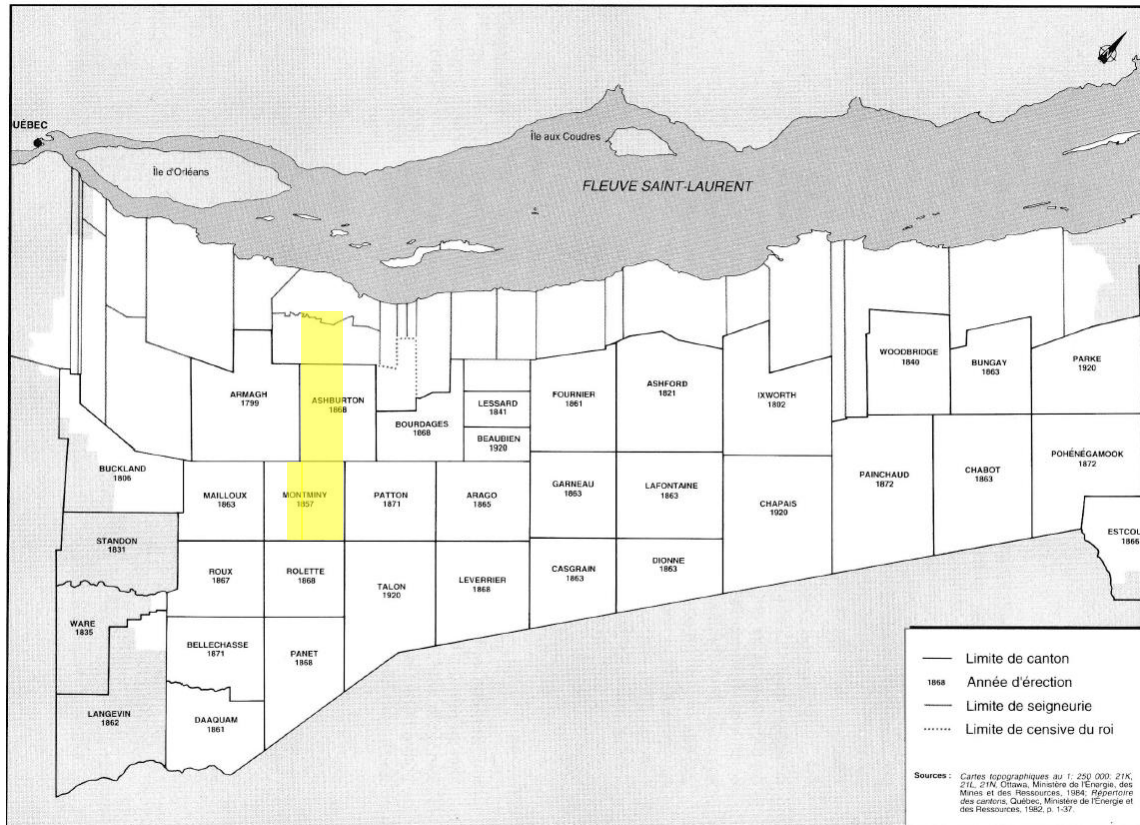 QUÉBEC
Île d'Orléans
Île aux Coudres
FLEUVE SAINT-LAURENT
WOODBRIDGE
1840
BUNGAY
1863
PARKE
1920
ARMAGH
1799
ASHBURTON
1868
LESSARD
1841
FOURNIER
1861
ASHFORD
1821
IXWORTH
1802
BOURDAGES
1868
BEAUBIEN
1920
BUCKLAND
1806
MAILLOUX
1863
MONTMINY
1857
PATTON
1871
ARAGO
1865
GARNEAU
1863
LAFONTAINE
1863
CHAPAIS
1920
PAINCHAUD
1872
CHABOT
1863
POHÉNÉGAMOOK
1872
STANDON
1831
ROUX
1867
ROLETTE
1868
TALON
1920
LEVERRIER
1868
CASGRAIN
1863
DIONNE
1863
ESTCOU
1866
WARE
1835
BELLECHASSE
1871
PANET
1868
LANGEVIN
1862
DAAQUAM
1861
Limite de canton
1868 Année d'érection
Limite de seigneurie
Limite de censive du roi
Sources : Cartes topographiques au 1: 250 000: 21K,
21L, 21N, Ottawa, Ministère de l'Énergie, des
Mines et des Ressources, 1984; Répertoire
des cantons, Québec, Ministère de l'Énergie et
des Ressources, 1982, p. 1-37.